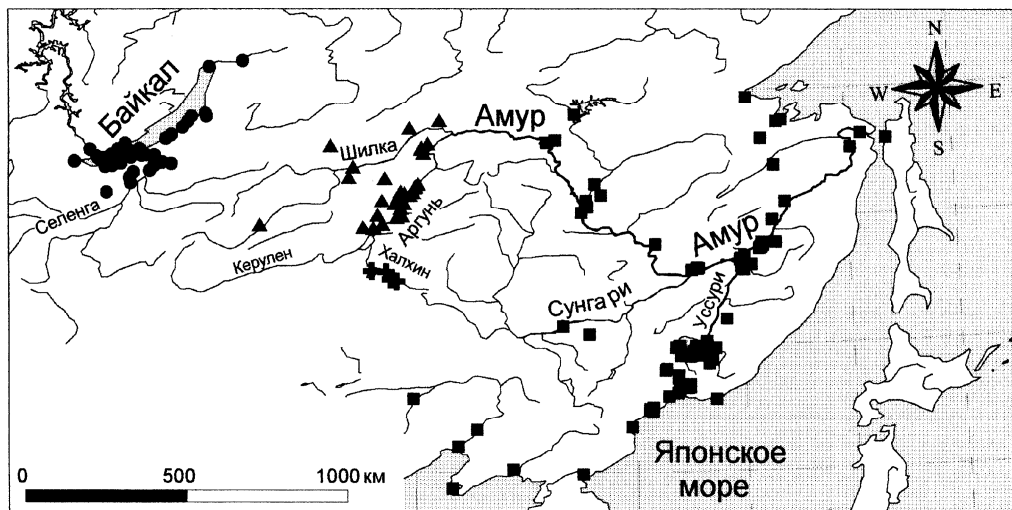 N
W E
S
Байкал
Амур
Шилка
Селенга
Аргунь
Керулен
Халхин
Амур
Сунгари
Уссури
Японское
море
0 500 1000 км